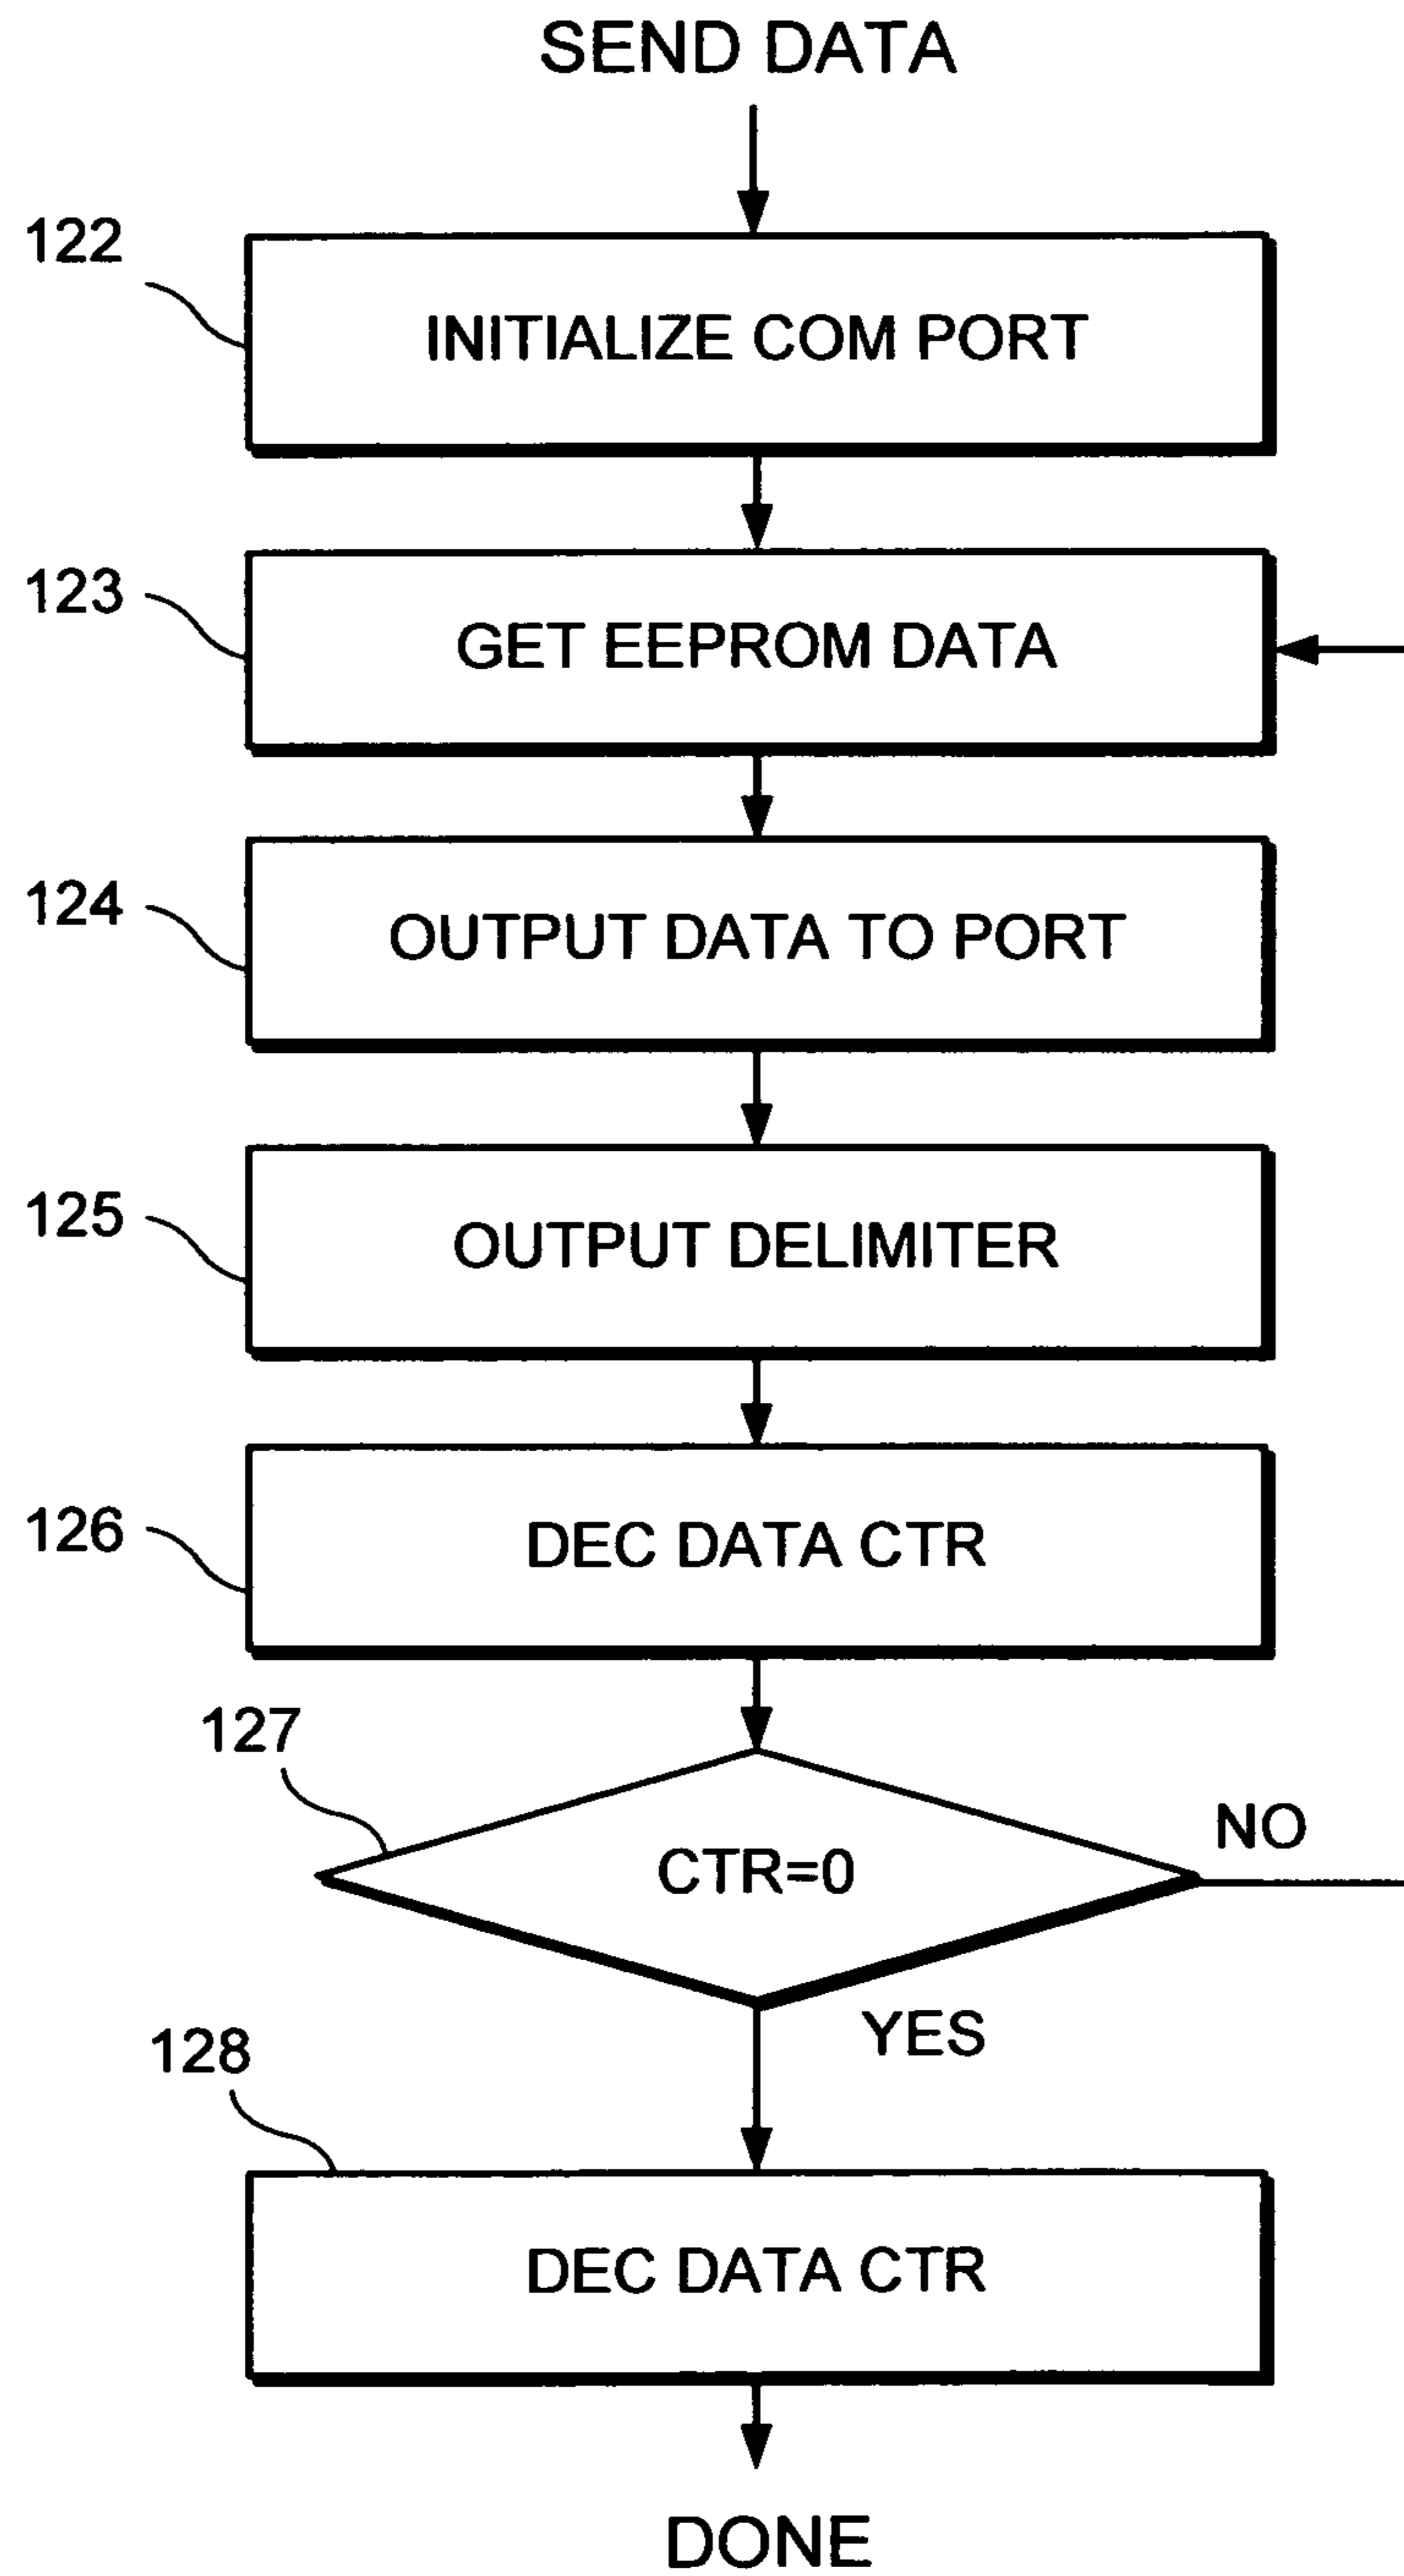 SEND DATA
122
INITIALIZE COM PORT
123
GET EEPROM DATA
124
OUTPUT DATA TO PORT
125
OUTPUT DELIMITER
126
DEC DATA CTR
127
CTR=0
NO
YES
128
DEC DATA CTR
DONE